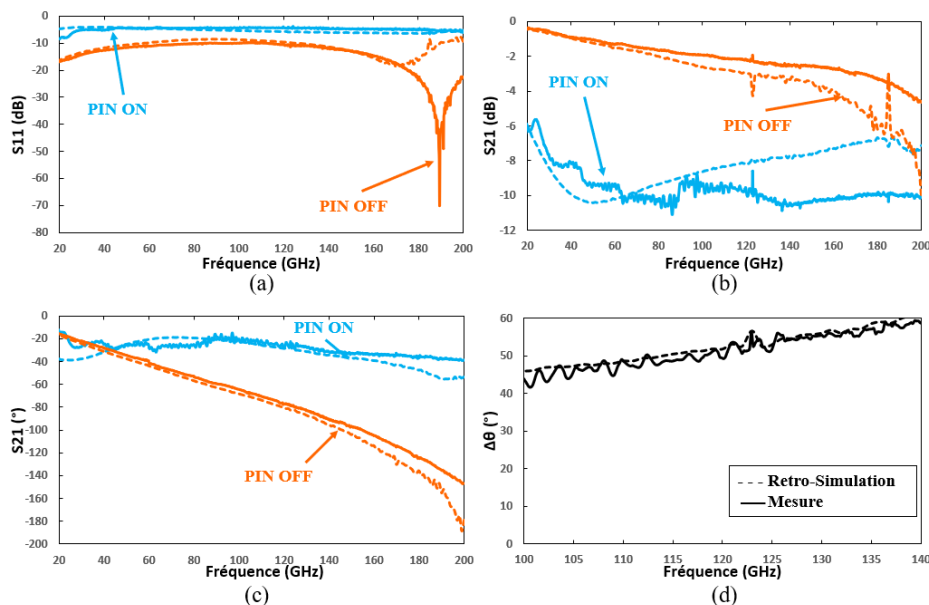 0
-10
-20
-30
-40
-50
-60
-70
-80
S11 (dB)
PIN ON
PIN OFF
20 40 60 80 100 120 140 160 180 200
Fréquence (GHz)
(a)
0
-2
-4
-6
-8
-10
-12
S21 (dB)
PIN OFF
PIN ON
20 40 60 80 100 120 140 160 180 200
Fréquence (GHz)
(b)
0
-20
-40
-60
-80
-100
-120
-140
-160
-180
-200
S21 (°)
PIN ON
PIN OFF
20 40 60 80 100 120 140 160 180 200
Fréquence (GHz)
(c)
60
50
40
30
20
10
0
Δθ (°)
Retro-Simulation
Mesure
100 105 110 115 120 125 130 135 140
Fréquence (GHz)
(d)